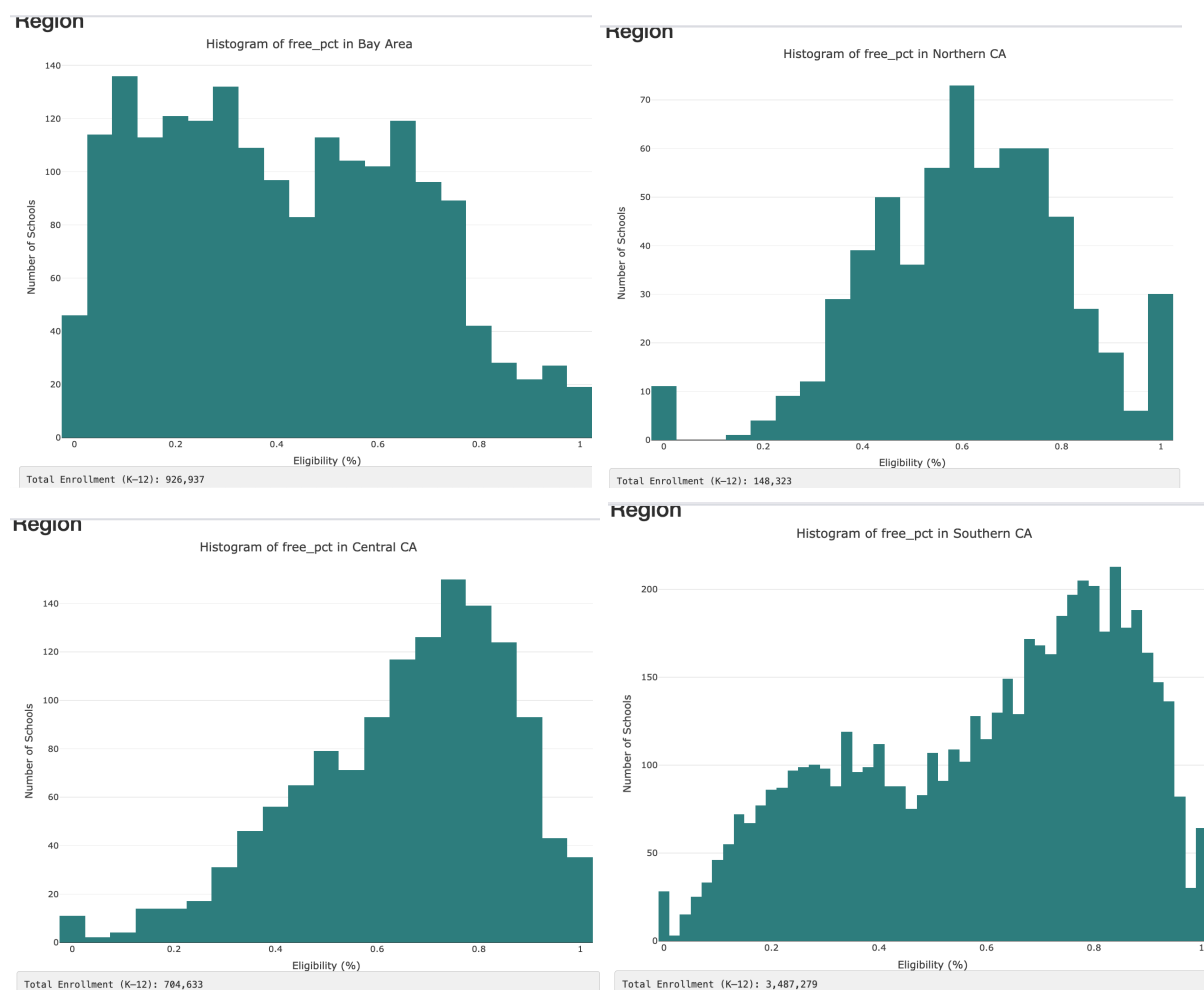 Region
Histogram of free_pct in Bay Area
140
120
100
80
60
40
20
0
Number of Schools
0 0.2 0.4 0.6 0.8 1
Eligibility (%)
Total Enrollment (K–12): 926,937
Region
Histogram of free_pct in Northern CA
70
60
50
40
30
20
10
0
Number of Schools
0 0.2 0.4 0.6 0.8 1
Eligibility (%)
Total Enrollment (K–12): 148,323
Region
Histogram of free_pct in Central CA
140
120
100
80
60
40
20
0
Number of Schools
0 0.2 0.4 0.6 0.8 1
Eligibility (%)
Total Enrollment (K–12): 704,633
Region
Histogram of free_pct in Southern CA
200
150
100
50
0
Number of Schools
0 0.2 0.4 0.6 0.8 1
Eligibility (%)
Total Enrollment (K–12): 3,487,279